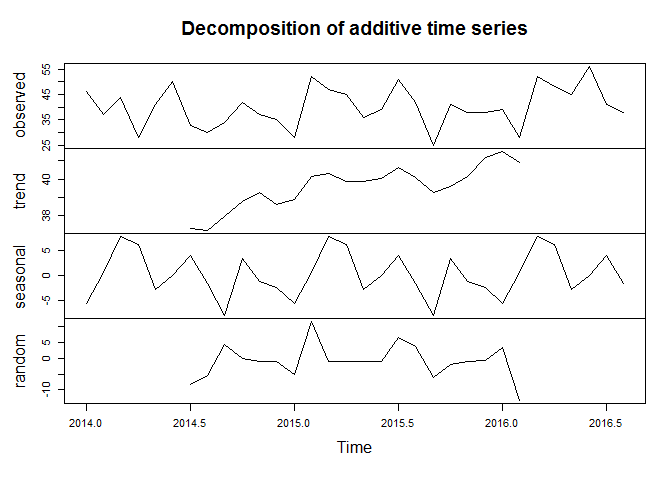 Decomposition of additive time series
observed
25 35 45 55
trend
38 40
seasonal
-5 0 5
random
-10 0 5
2014.0 2014.5 2015.0 2015.5 2016.0 2016.5
Time